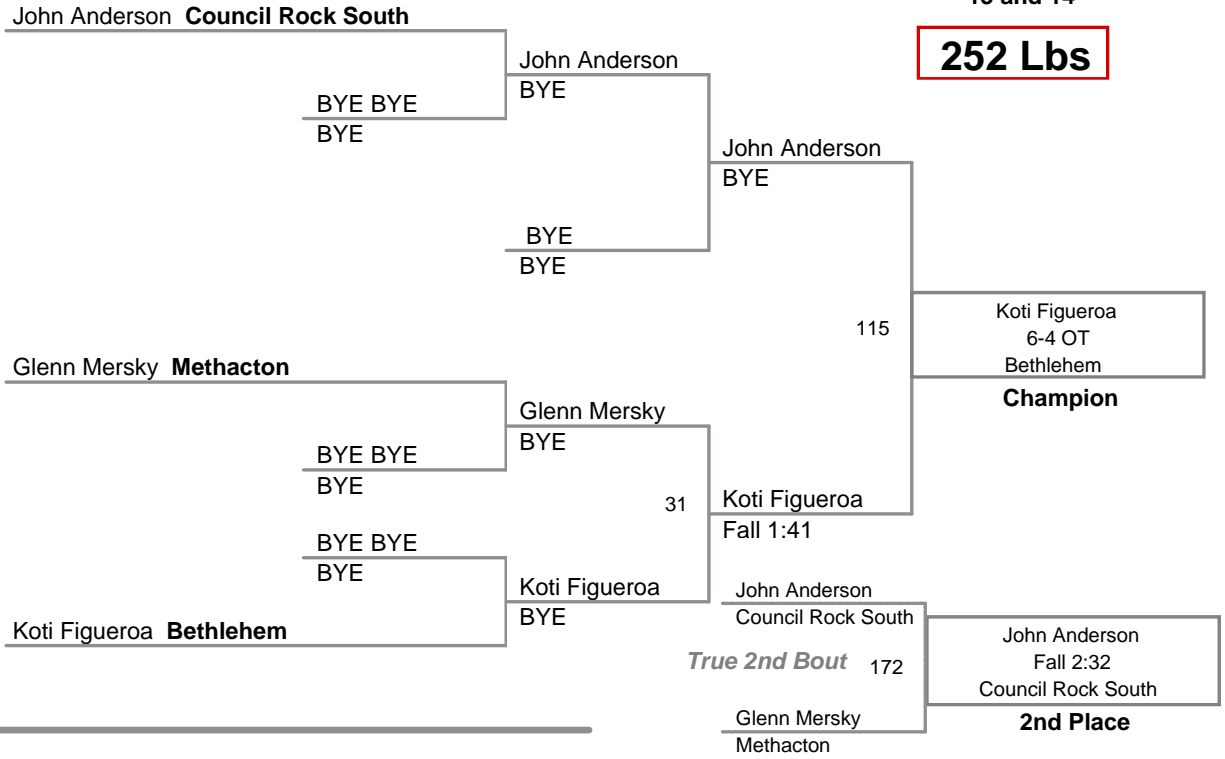 13 and 14
252 Lbs
John Anderson Council Rock South
John Anderson
BYE
BYE BYE
BYE
John Anderson
BYE
BYE
BYE
115
Koti Figueroa
6-4 OT
Bethlehem
Champion
Glenn Mersky Methacton
Glenn Mersky
BYE
BYE BYE
BYE
31
Koti Figueroa
Fall 1:41
BYE BYE
BYE
Koti Figueroa
BYE
Koti Figueroa Bethlehem
John Anderson
Council Rock South
True 2nd Bout 172
Glenn Mersky
Methacton
John Anderson
Fall 2:32
Council Rock South
2nd Place